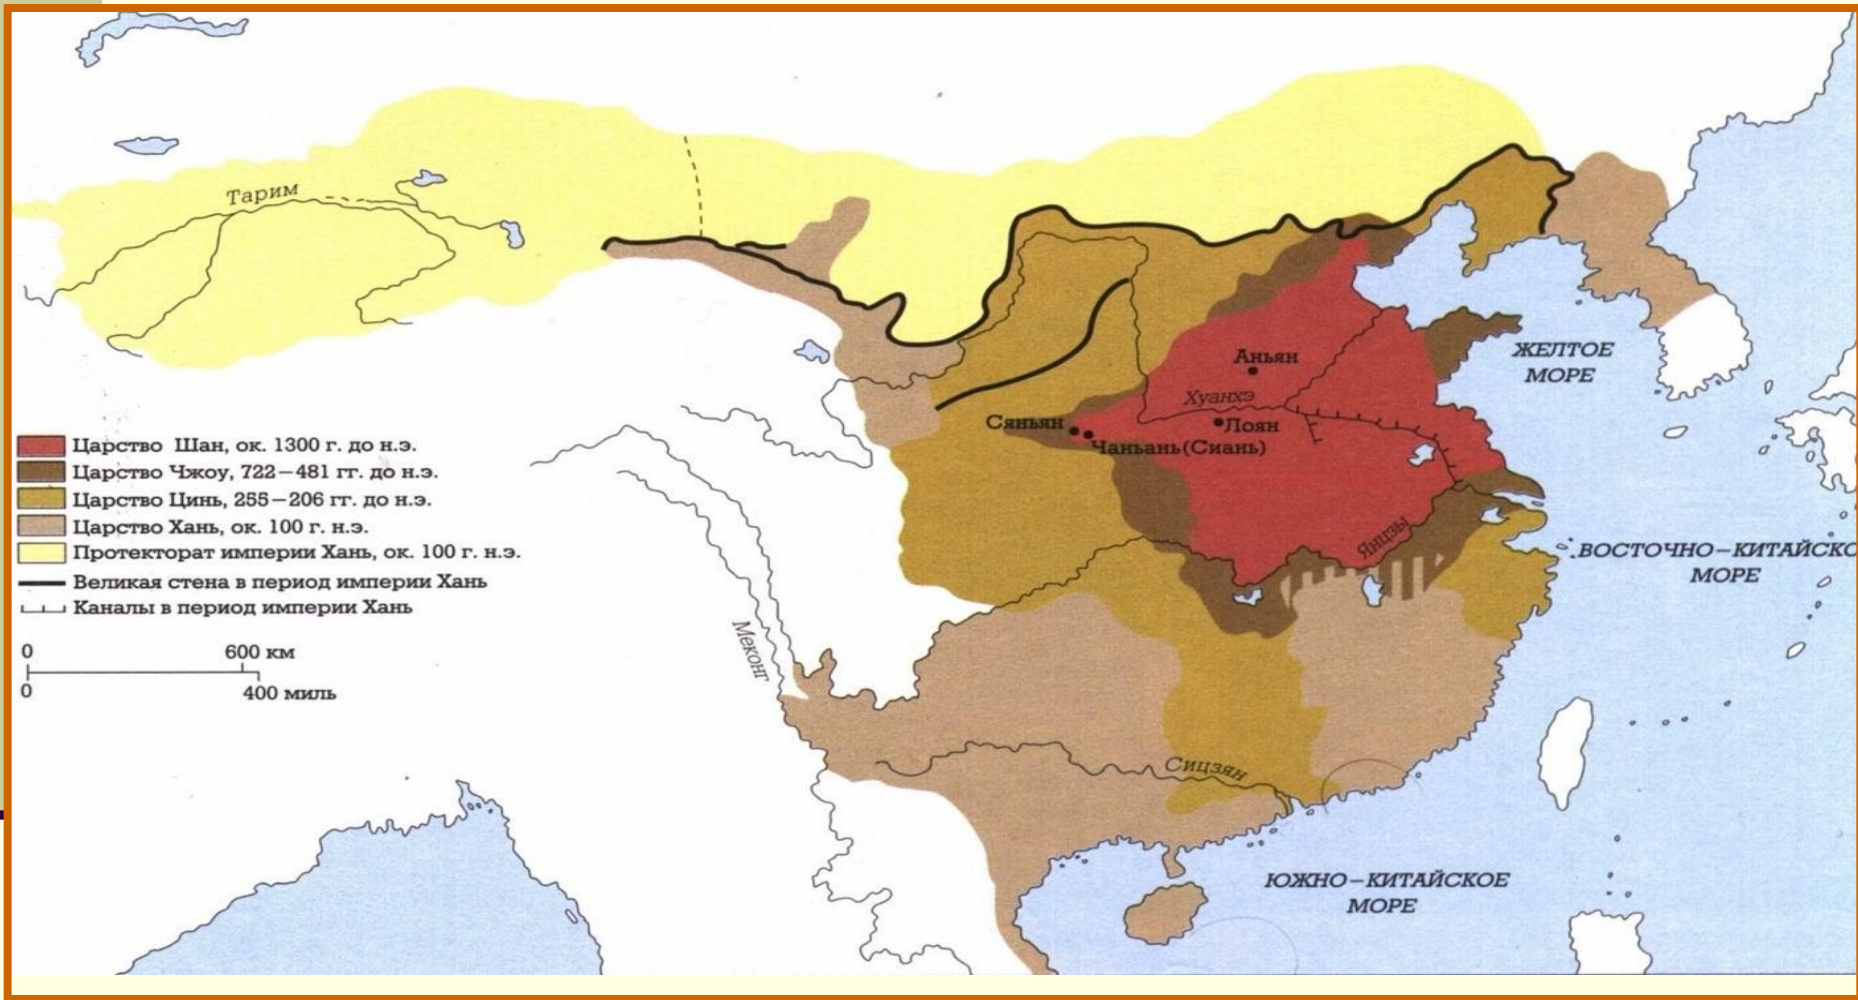 Тарим
Аньян
Хуанхэ
Сяньян
Лоян
Чаньань(Сиань)
ЖЕЛТОЕ
МОРЕ
Царство Шан, ок. 1300 г. до н.э.
Царство Чжоу, 722—481 гг. до н.э.
Царство Цинь, 255—206 гг. до н.э.
Царство Хань, ок. 100 г. н.э.
Протекторат империи Хань, ок. 100 г. н.э.
Великая стена в период империи Хань
Каналы в период империи Хань
0 600 км
0 400 миль
Янцзы
ВОСТОЧНО—КИТАЙСКО
МОРЕ
Меконг
Сицзян
ЮЖНО—КИТАЙСКОЕ
МОРЕ